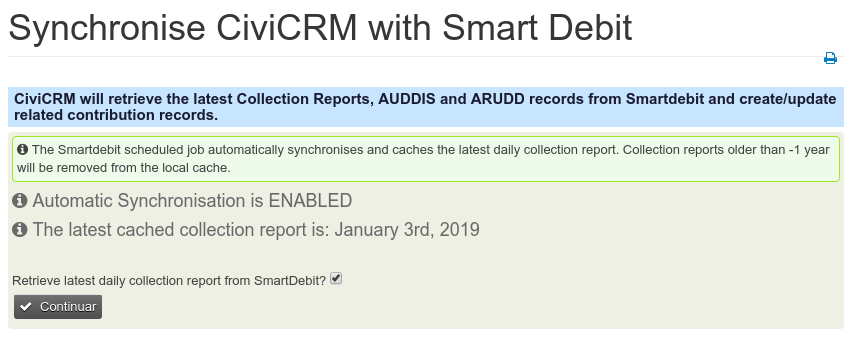 Synchronise CiviCRM with Smart Debit
CiviCRM will retrieve the latest Collection Reports, AUDDIS and ARUDD records from Smartdebit and create/update
related contribution records.
The Smartdebit scheduled job automatically synchronises and caches the latest daily collection report. Collection reports older than -1 year
will be removed from the local cache.
Automatic Synchronisation is ENABLED
The latest cached collection report is: January 3rd, 2019
Retrieve latest daily collection report from SmartDebit?
Continuar